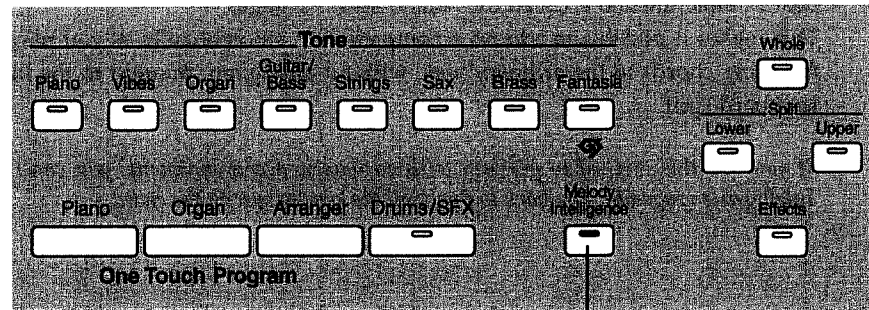 Tone
Whole
Piano Vibes Organ Guitar/Bass Strings Sax Brass Fantasia
Split
Lower Upper
Piano Organ Arranger Drums/SFX Melody Intelligence Effects
One Touch Program